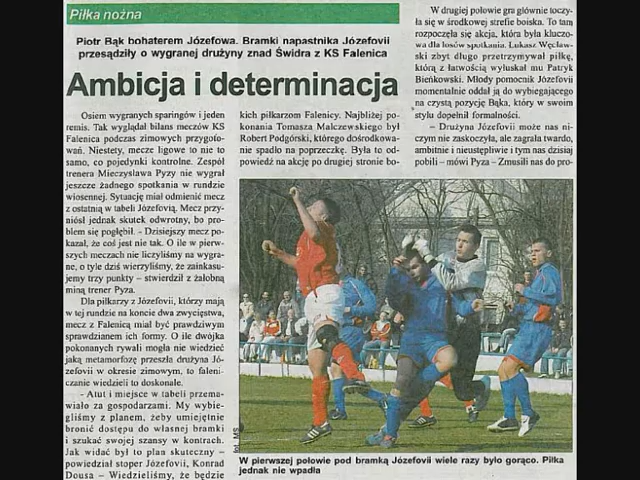 Piłka nożna
Piotr Bąk bohaterem Józefowa. Bramki napastnika Józefovii
przesądziły o wygranej drużyny znad Świdra z KS Falenica
Ambicja i determinacja
Osiem wygranych sparingów i jeden
remis. Tak wyglądał bilans meczów KS
Falenica podczas zimowych przygoto-
wań. Niestety, mecze ligowe to nie to
samo, co pojedynki kontrolne. Zespół
trenera Mieczysława Pyzy nie wygrał
jeszcze żadnego spotkania w rundzie
wiosennej. Sytuację miał odmienić mecz
z ostatnią w tabeli Józefovią. Mecz przy-
niósł jednak skutek odwrotny, bo pro-
blem się pogłębił. - Dzisiejszy mecz po-
kazał, że coś jest nie tak. O ile w pierw-
szych meczach nie liczyliśmy na wygra-
ne, o tyle dziś wierzyliśmy, że zainkasu-
jemy trzy punkty – stwierdził z żałobną
miną trener Pyza.
Dla piłkarzy z Józefovii, którzy mają
w tej rundzie na koncie dwa zwycięstwa,
mecz z Falenicą miał być prawdziwym
sprawdzianem ich formy. O ile dwójka
pokonanych rywali mogła nie wiedzieć
jaką metamorfozę przeszła drużyna Jó-
zefovii w okresie zimowym, to faleni-
czanie wiedzieli to doskonale.
- Atut i miejsce w tabeli przema-
wiało za gospodarzami. My wybie-
gliśmy z planem, żeby umiejętnie
bronić dostępu do własnej bramki
i szukać swojej szansy w kontrach.
Jak widać był to plan skuteczny –
powiedział stoper Józefovii, Konrad
Dousa – Wiedzieliśmy, że będzie
kich piłkarzom Falenicy. Najbliżej po-
konania Tomasza Malczewskiego był
Robert Podgórski, którego dośrodkowa-
nie spadło na poprzeczkę. Była to od-
powiedź na akcję po drugiej stronie bo-
W drugiej połowie gra głównie toczy-
ła się w środkowej strefie boiska. To tam
rozpoczęła się akcja, która była kluczo-
wa dla losów spotkania. Łukasz Węcław-
ski zbyt długo przetrzymywał piłkę,
którą z łatwością wyłuskał mu Patryk
Bieńkowski. Młody pomocnik Józefovii
momentalnie oddał ją do wybiegającego
na czystą pozycję Bąka, który w swoim
stylu dopełnił formalności.
– Drużyna Józefovii może nas ni-
czym nie zaskoczyła, ale zagrała twardo,
ambitnie i nieustępliwie i tym nas dzisiaj
pobili – mówi Pyza – Zmusili nas do pro-
fot. MS
W pierwszej połowie pod bramką Józefovii wiele razy było gorąco. Piłka
jednak nie wpadła